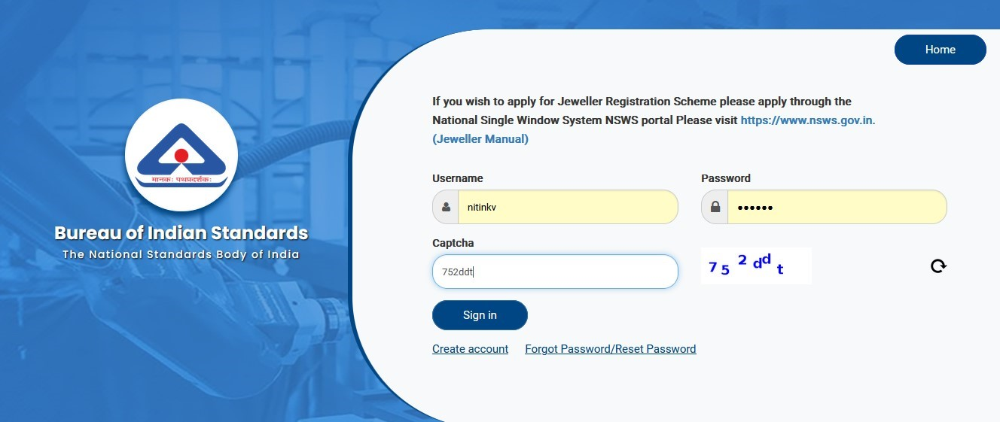 Home
If you wish to apply for Jeweller Registration Scheme please apply through the
National Single Window System NSWS portal Please visit https://www.nsws.gov.in.
(Jeweller Manual)
मानकः पथप्रदर्शकः
Bureau of Indian Standards
The National Standards Body of India
Username
Password
nitinkv
••••••
Captcha
752ddt
7 5 2 d d t
Sign in
Create account
Forgot Password/Reset Password